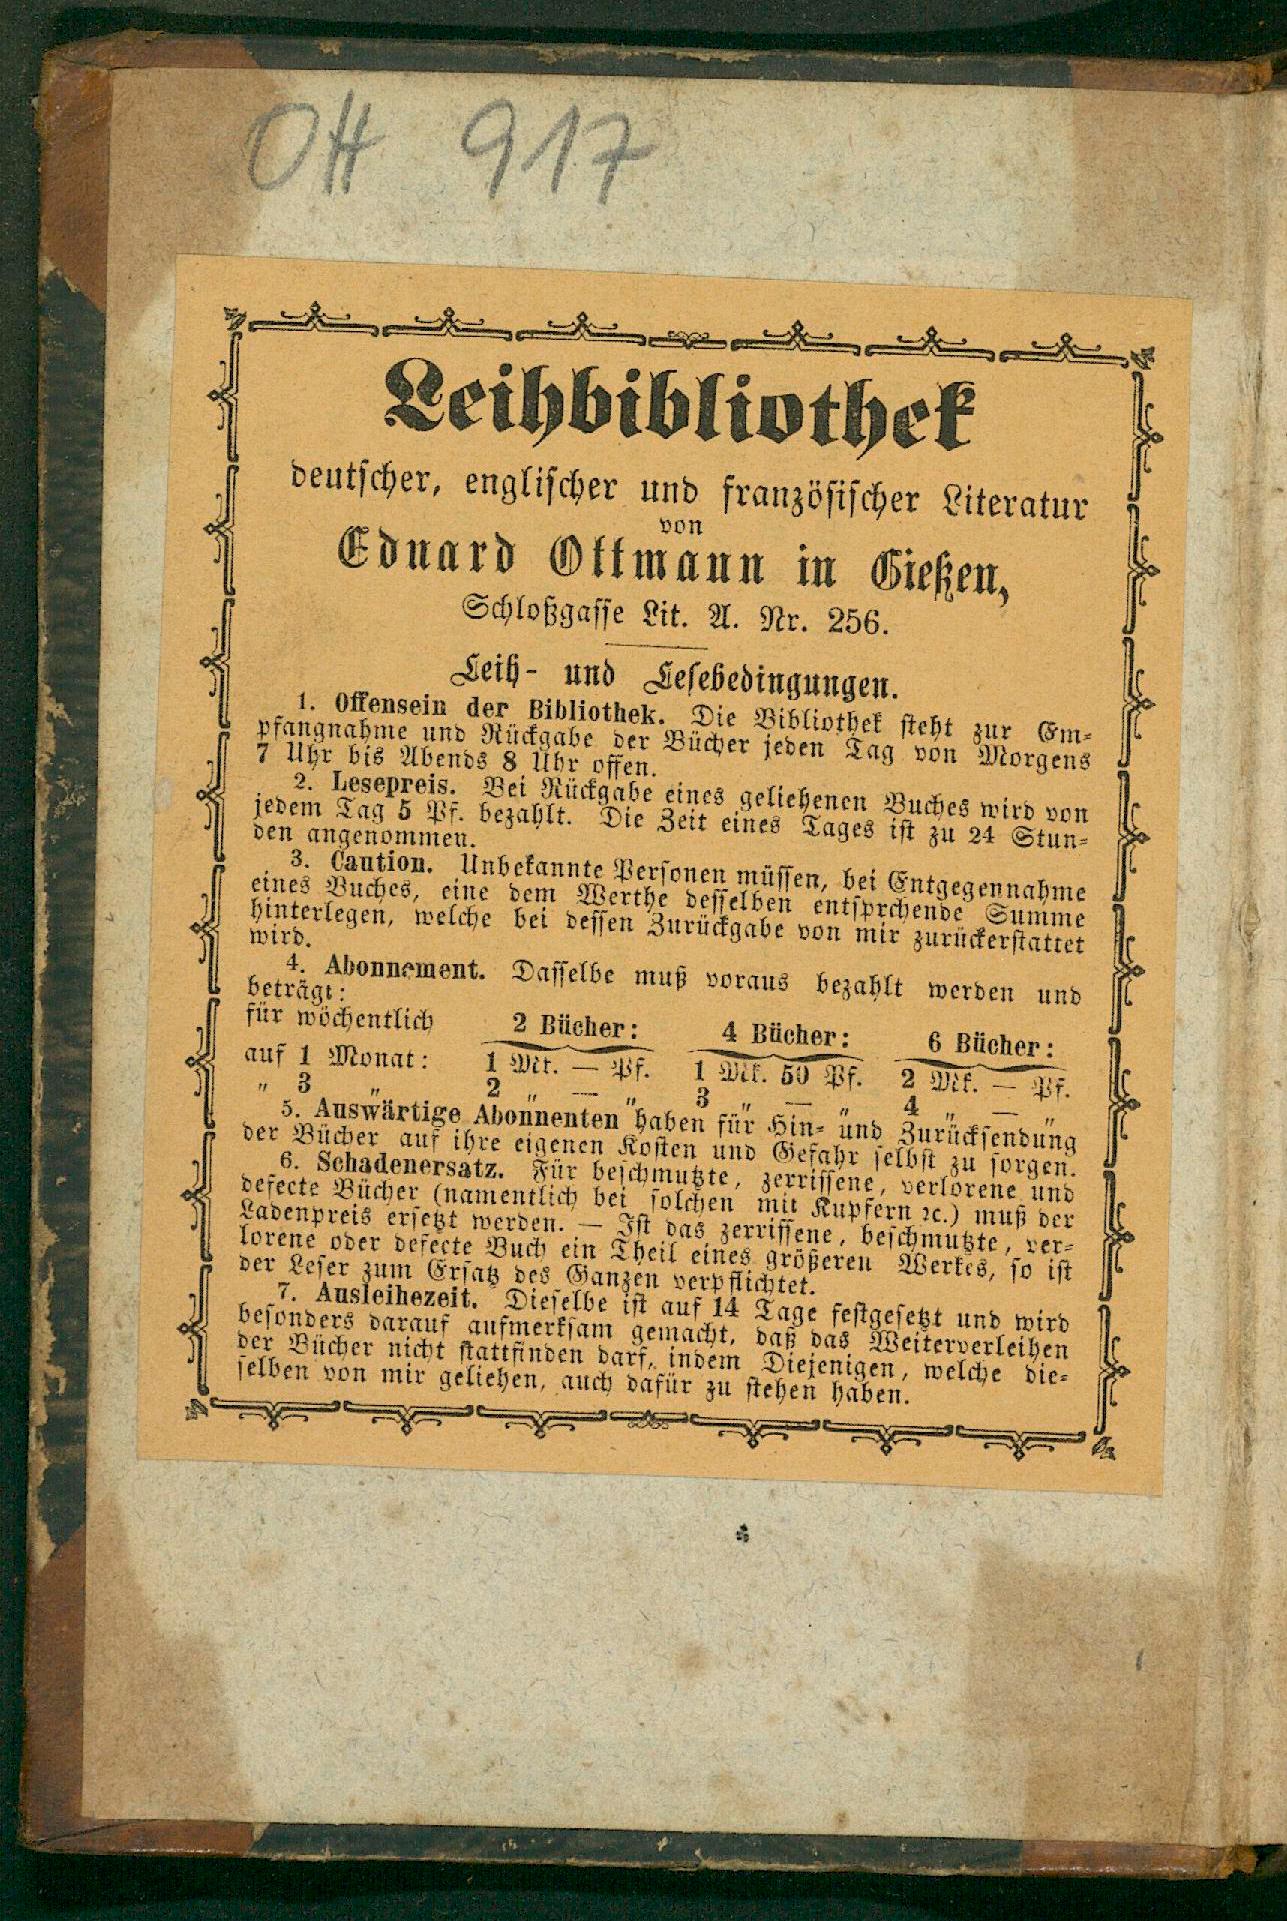 OH 917
Leihbibliothek
deutscher, englischer und französischer Literatur
von
Eduard Ottmann in Gießen,
Schloßgasse Lit. A. Nr. 256.
Leih- und Lesebedingungen.
1. Offensein der Bibliothek. Die Bibliothek steht zur Em-
pfangnahme und Rückgabe der Bücher jeden Tag von Morgens
7 Uhr bis Abends 8 Uhr offen.
2. Lesepreis. Bei Rückgabe eines geliehenen Buches wird von
jedem Tag 5 Pf. bezahlt. Die Zeit eines Tages ist zu 24 Stun-
den angenommen.
3. Caution. Unbekannte Personen müssen, bei Entgegennahme
eines Buches, eine dem Werthe desselben entsprchende Summe
hinterlegen, welche bei dessen Zurückgabe von mir zurückerstattet
wird.
4. Abonnement. Dasselbe muß voraus bezahlt werden und
beträgt:
für wöchentlich 2 Bücher: 4 Bücher: 6 Bücher:
auf 1 Monat: 1 Mk. — Pf. 1 Mk. 50 Pf. 2 Mk. — Pf.
„ 3 „ 2 „ — „ 3 „ — „ 4 „ — „
5. Auswärtige Abonnenten haben für Hin- und Zurücksendung
der Bücher auf ihre eigenen Kosten und Gefahr selbst zu sorgen.
6. Schadenersatz. Für beschmutzte, zerrissene, verlorene und
defecte Bücher (namentlich bei solchen mit Kupfern ꝛc.) muß der
Ladenpreis ersetzt werden. — Ist das zerrissene, beschmutzte, ver-
lorene oder defecte Buch ein Theil eines größeren Werkes, so ist
der Leser zum Ersatz des Ganzen verpflichtet.
7. Ausleihezeit. Dieselbe ist auf 14 Tage festgesetzt und wird
besonders darauf aufmerksam gemacht, daß das Weiterverleihen
der Bücher nicht stattfinden darf, indem Diejenigen, welche die-
selben von mir geliehen, auch dafür zu stehen haben.